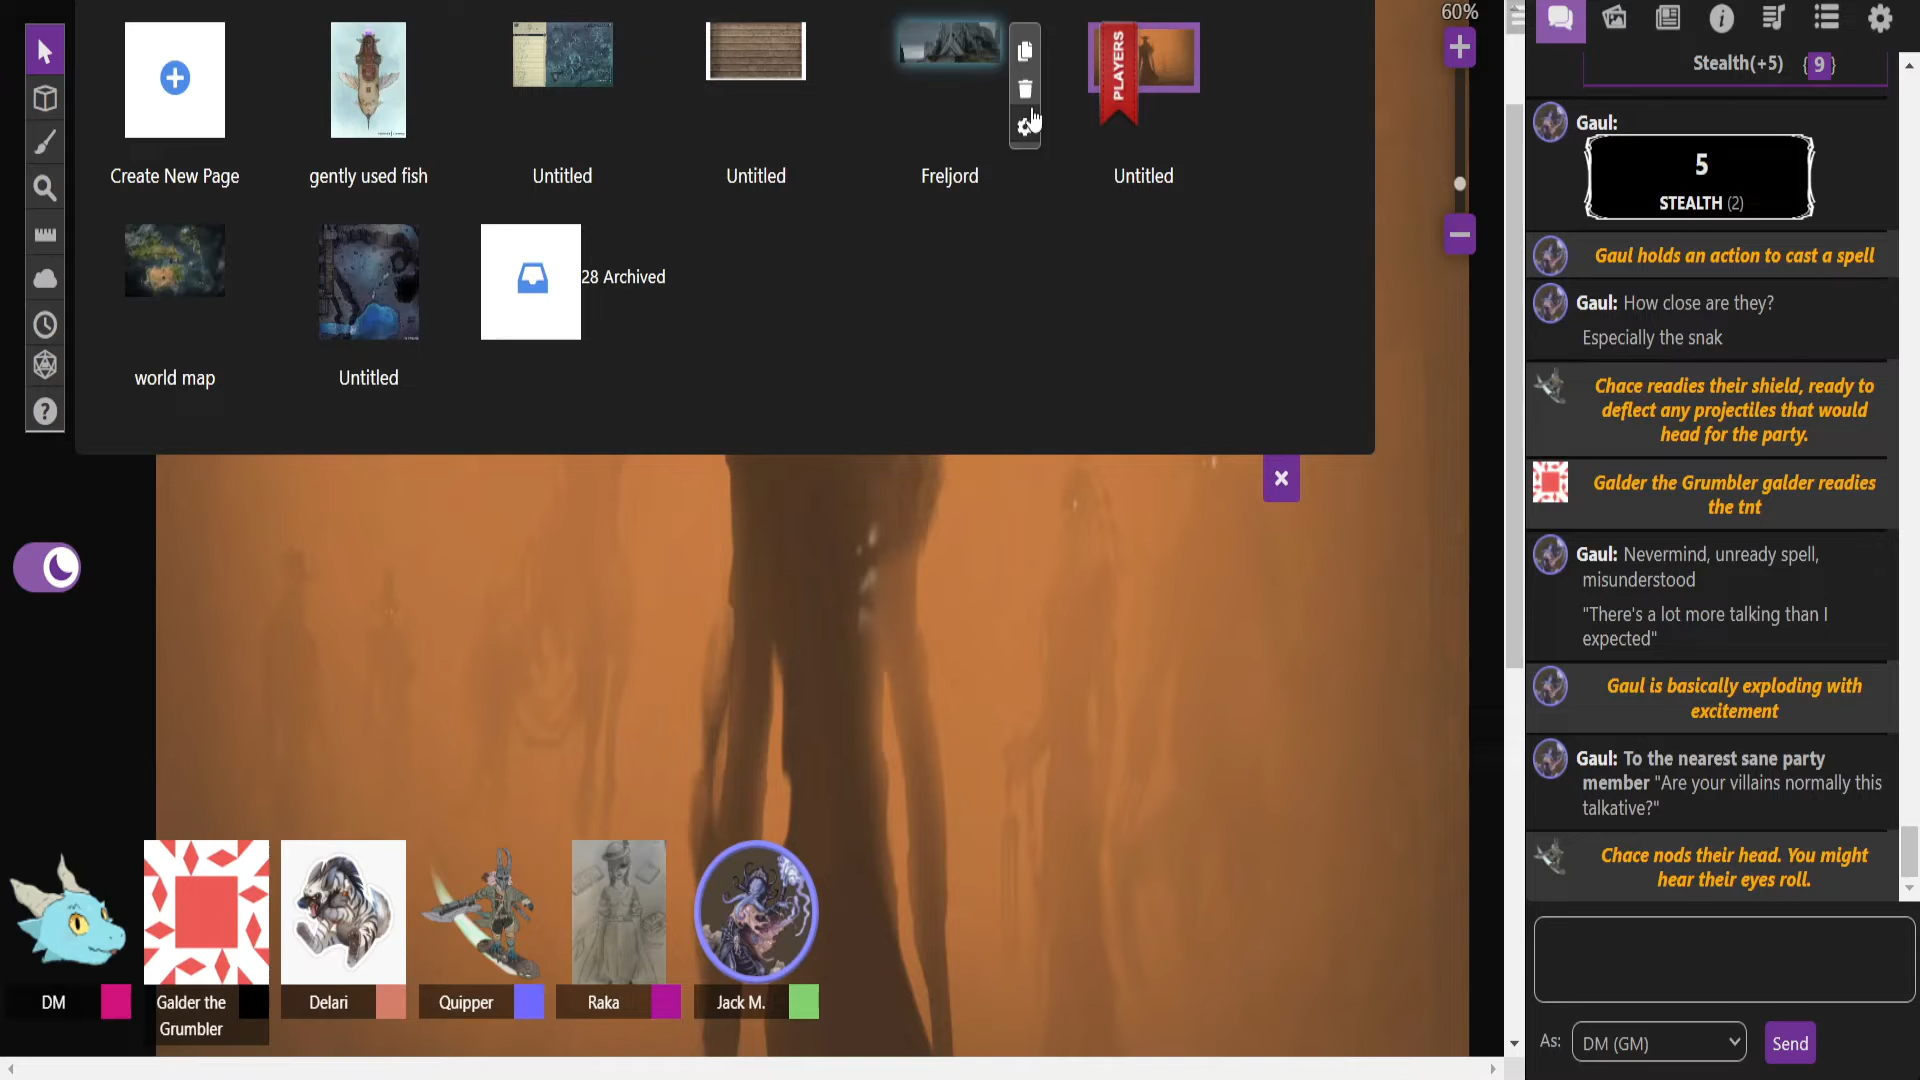 60%
PLAYERS
Create New Page
gently used fish
Untitled
Untitled
Freljord
Untitled
28 Archived
world map
Untitled
DM
Galder the
Grumbler
Delari
Quipper
Raka
Jack M.
Stealth(+5) {9}
Gaul:
5
STEALTH (2)
Gaul holds an action to cast a spell
Gaul: How close are they?
Especially the snak
Chace readies their shield, ready to
deflect any projectiles that would
head for the party.
Galder the Grumbler galder readies
the tnt
Gaul: Nevermind, unready spell,
misunderstood
"There's a lot more talking than I
expected"
Gaul is basically exploding with
excitement
Gaul: To the nearest sane party
member "Are your villains normally this
talkative?"
Chace nods their head. You might
hear their eyes roll.
As: DM (GM)
Send